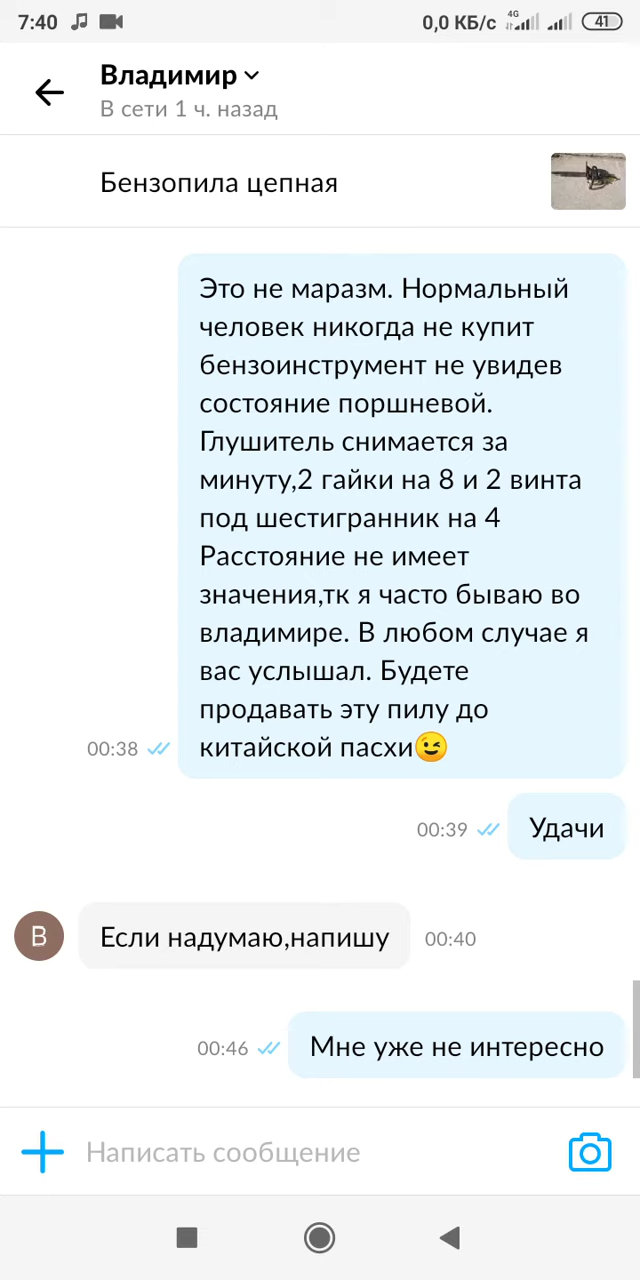 7:40
0,0 КБ/с 4G 41
Владимир
В сети 1 ч. назад
Бензопила цепная
Это не маразм. Нормальный
человек никогда не купит
бензоинструмент не увидев
состояние поршневой.
Глушитель снимается за
минуту,2 гайки на 8 и 2 винта
под шестигранник на 4
Расстояние не имеет
значения,тк я часто бываю во
владимире. В любом случае я
вас услышал. Будете
продавать эту пилу до
китайской пасхи😉
00:38
Удачи
00:39
В
Если надумаю,напишу
00:40
Мне уже не интересно
00:46
Написать сообщение